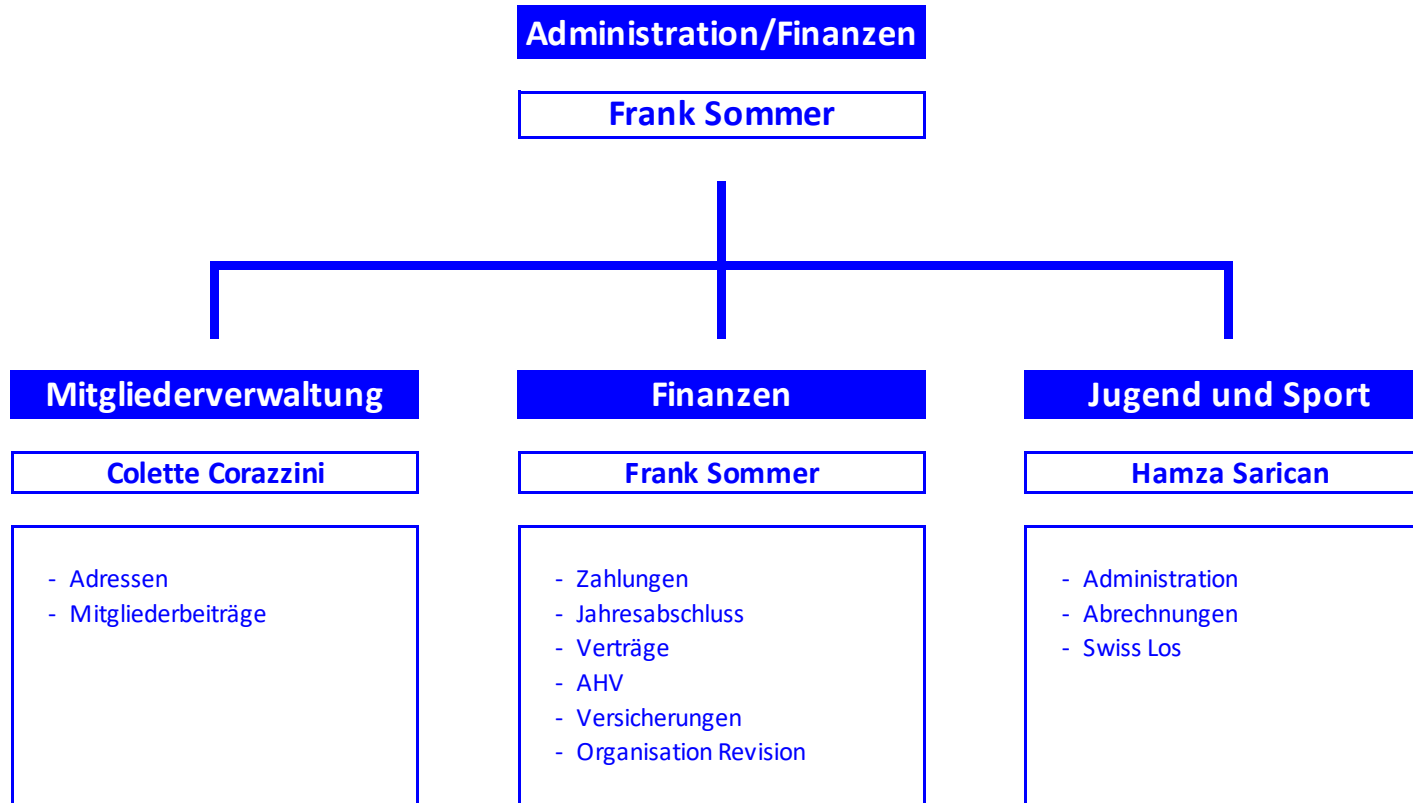 Administration/Finanzen
Frank Sommer
Mitgliederverwaltung
Colette Corazzini
- Adressen
- Mitgliederbeiträge
Finanzen
Frank Sommer
- Zahlungen
- Jahresabschluss
- Verträge
- AHV
- Versicherungen
- Organisation Revision
Jugend und Sport
Hamza Sarican
- Administration
- Abrechnungen
- Swiss Los